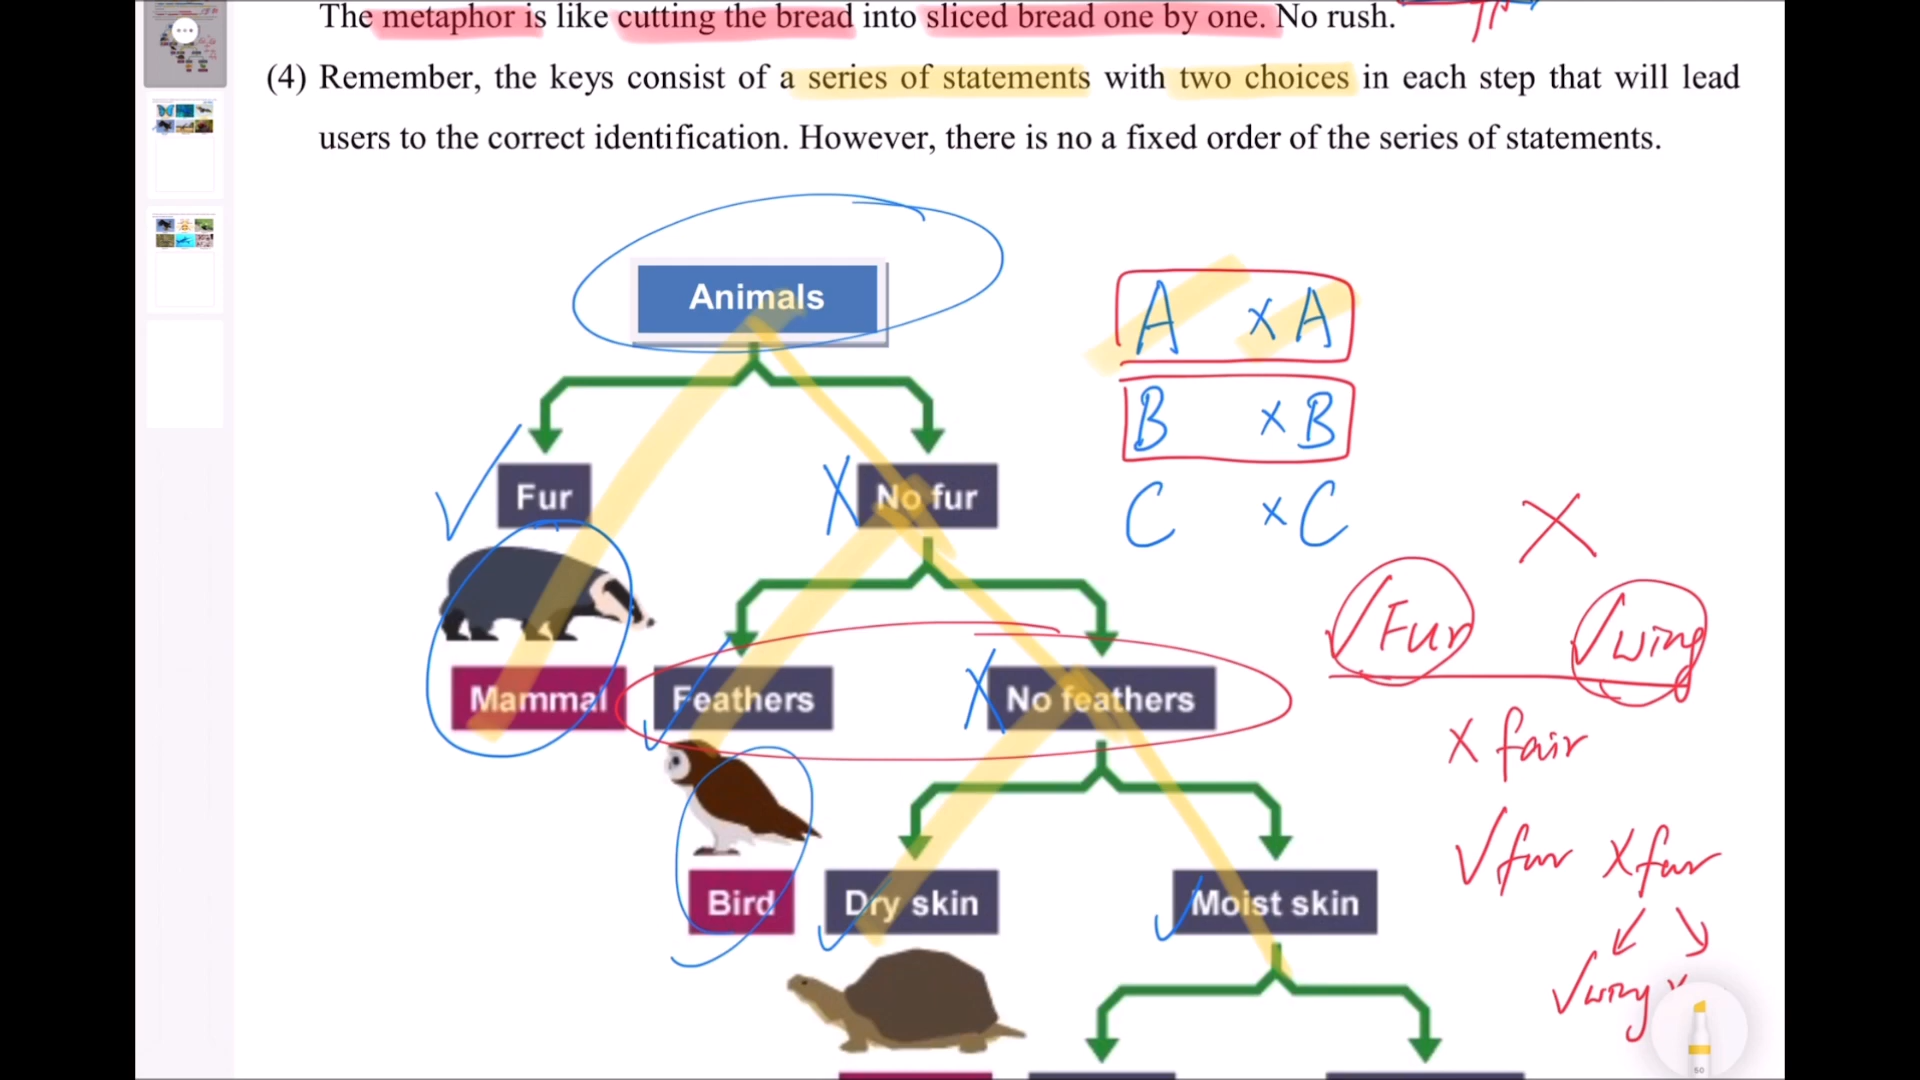 The metaphor is like cutting the bread into sliced bread one by one. No rush.
(4) Remember, the keys consist of a series of statements with two choices in each step that will lead
users to the correct identification. However, there is no a fixed order of the series of statements.
Animals
A x A
B x B
C x C
Fur
No fur
Fur
wing
Mammal
Feathers
No feathers
x fair
fur x fur
Bird
Dry skin
Moist skin
wing x
50